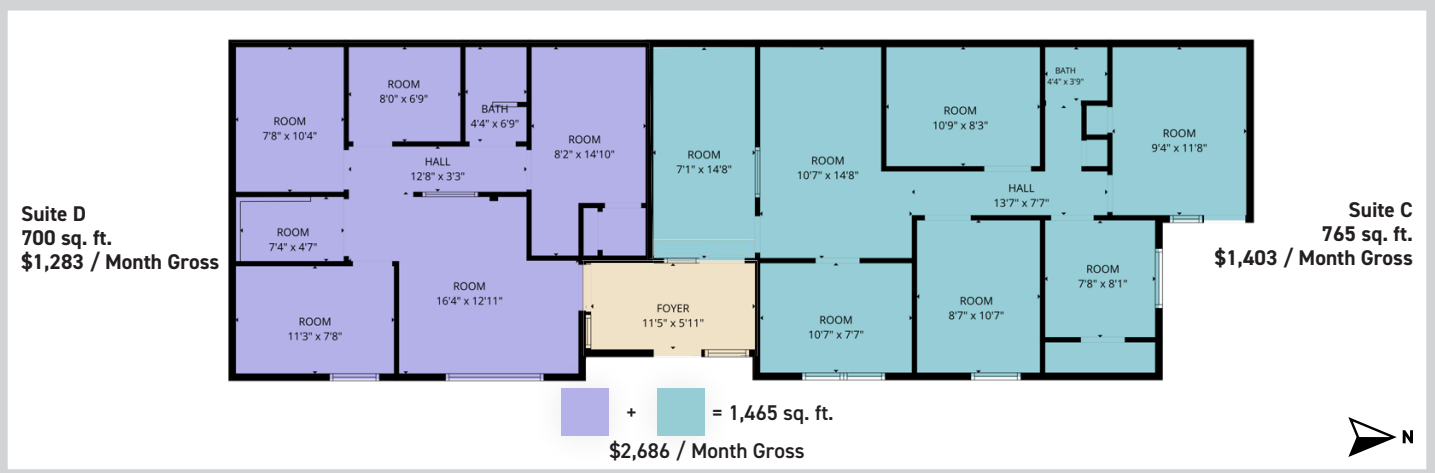 Suite D
700 sq. ft.
$1,283 / Month Gross
ROOM
7'8" x 10'4"
ROOM
8'0" x 6'9"
BATH
4'4" x 6'9"
ROOM
8'2" x 14'10"
HALL
12'8" x 3'3"
ROOM
7'4" x 4'7"
ROOM
11'3" x 7'8"
ROOM
16'4" x 12'11"
FOYER
11'5" x 5'11"
ROOM
7'1" x 14'8"
ROOM
10'7" x 14'8"
ROOM
10'9" x 8'3"
BATH
4'4" x 3'9"
ROOM
9'4" x 11'8"
HALL
13'7" x 7'7"
ROOM
10'7" x 7'7"
ROOM
8'7" x 10'7"
ROOM
7'8" x 8'1"
Suite C
765 sq. ft.
$1,403 / Month Gross
+ = 1,465 sq. ft.
$2,686 / Month Gross
N